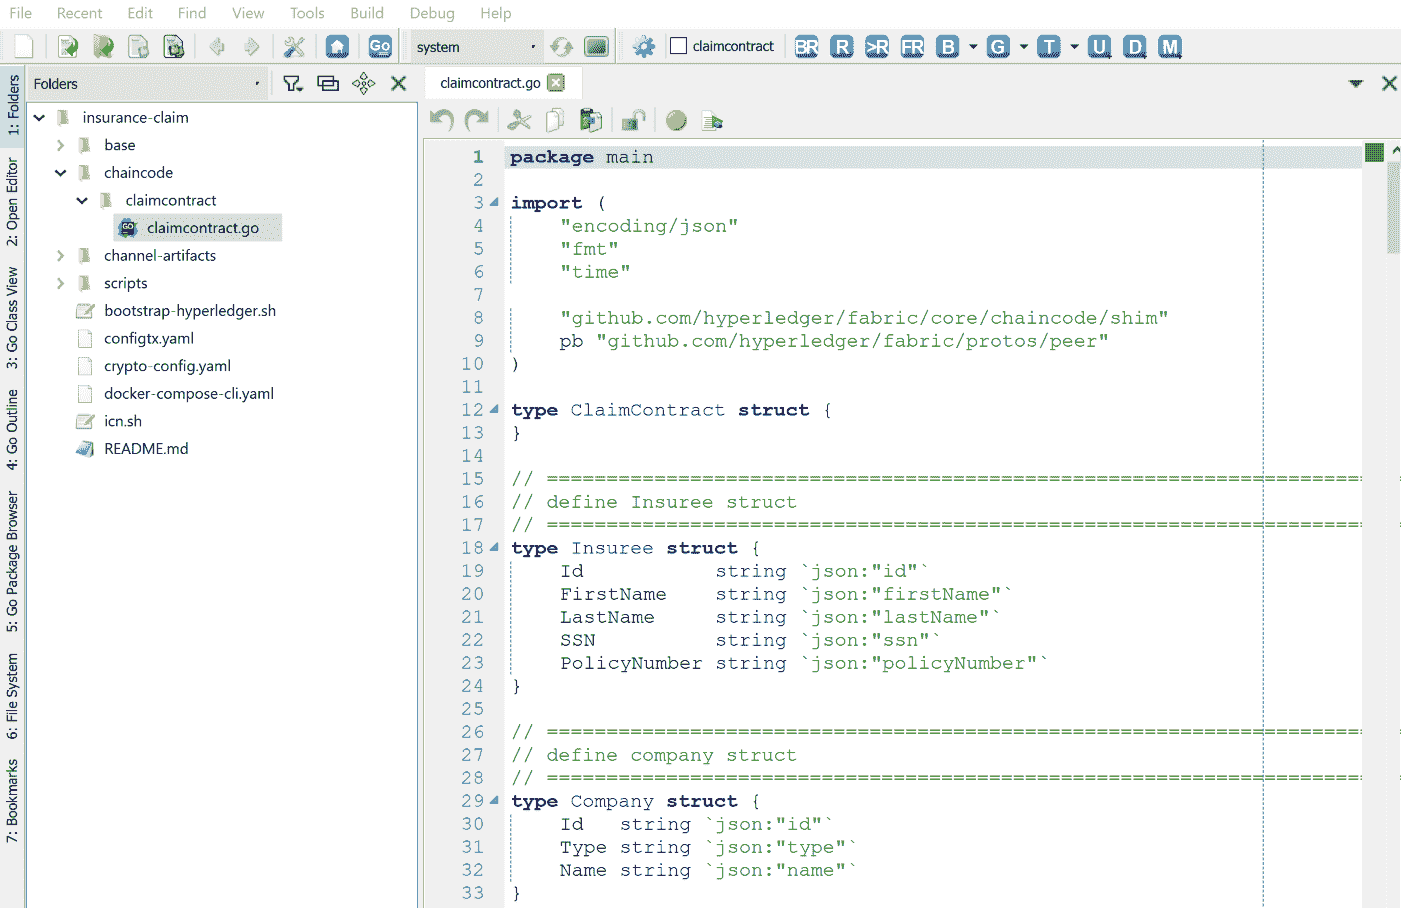 File Recent Edit Find View Tools Build Debug Help
Go system claimcontract BR R >R FR B G T U D M
Folders
claimcontract.go
1: Folders
2: Open Editor
3: Go Class View
4: Go Outline
5: Go Package Browser
6: File System
7: Bookmarks
insurance-claim
base
chaincode
claimcontract
GO claimcontract.go
channel-artifacts
scripts
bootstrap-hyperledger.sh
configtx.yaml
crypto-config.yaml
docker-compose-cli.yaml
icn.sh
README.md
1 package main
2
3 import (
4 "encoding/json"
5 "fmt"
6 "time"
7
8 "github.com/hyperledger/fabric/core/chaincode/shim"
9 pb "github.com/hyperledger/fabric/protos/peer"
10 )
11
12 type ClaimContract struct {
13 }
14
15 // =====================================================================
16 // define Insuree struct
17 // =====================================================================
18 type Insuree struct {
19 Id string `json:"id"`
20 FirstName string `json:"firstName"`
21 LastName string `json:"lastName"`
22 SSN string `json:"ssn"`
23 PolicyNumber string `json:"policyNumber"`
24 }
25
26 // =====================================================================
27 // define company struct
28 // =====================================================================
29 type Company struct {
30 Id string `json:"id"`
31 Type string `json:"type"`
32 Name string `json:"name"`
33 }